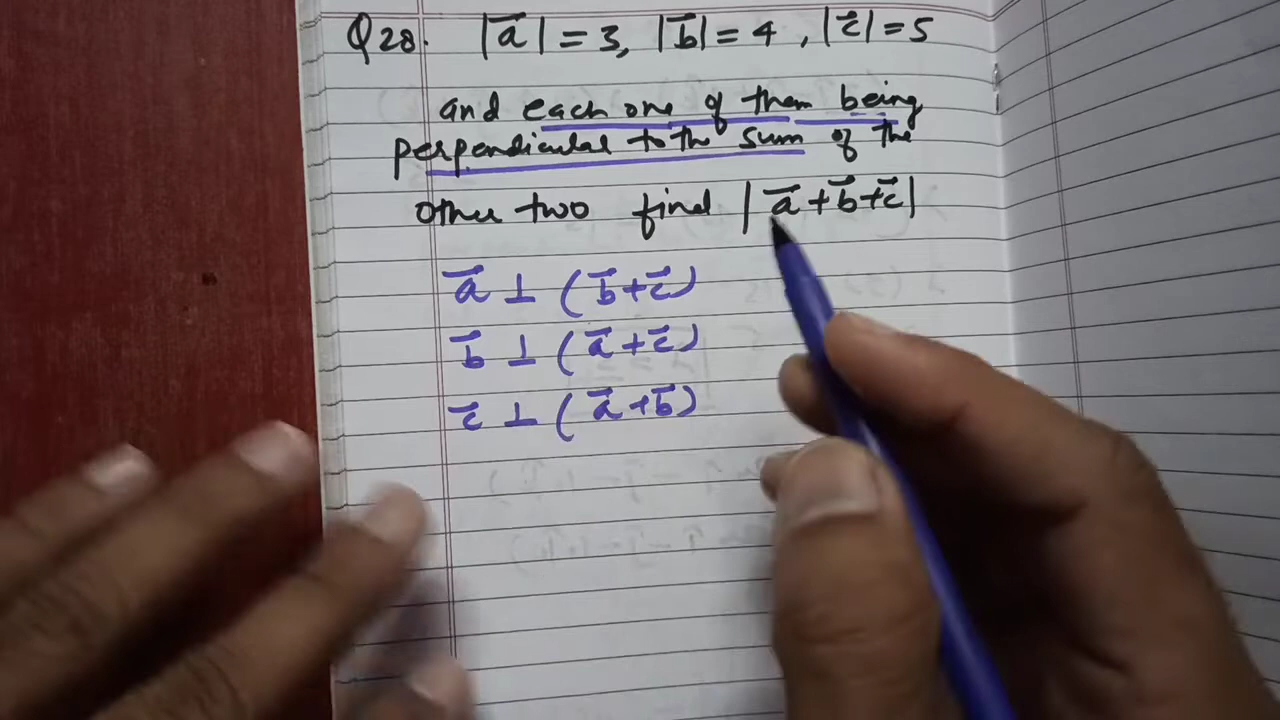 Q28. |a⃗| = 3, |b⃗| = 4, |c⃗| = 5
and each one of them being
perpendicular to the sum of the
other two find |a⃗+b⃗+c⃗|
a⃗ ⊥ (b⃗+c⃗)
b⃗ ⊥ (a⃗+c⃗)
c⃗ ⊥ (a⃗+b⃗)